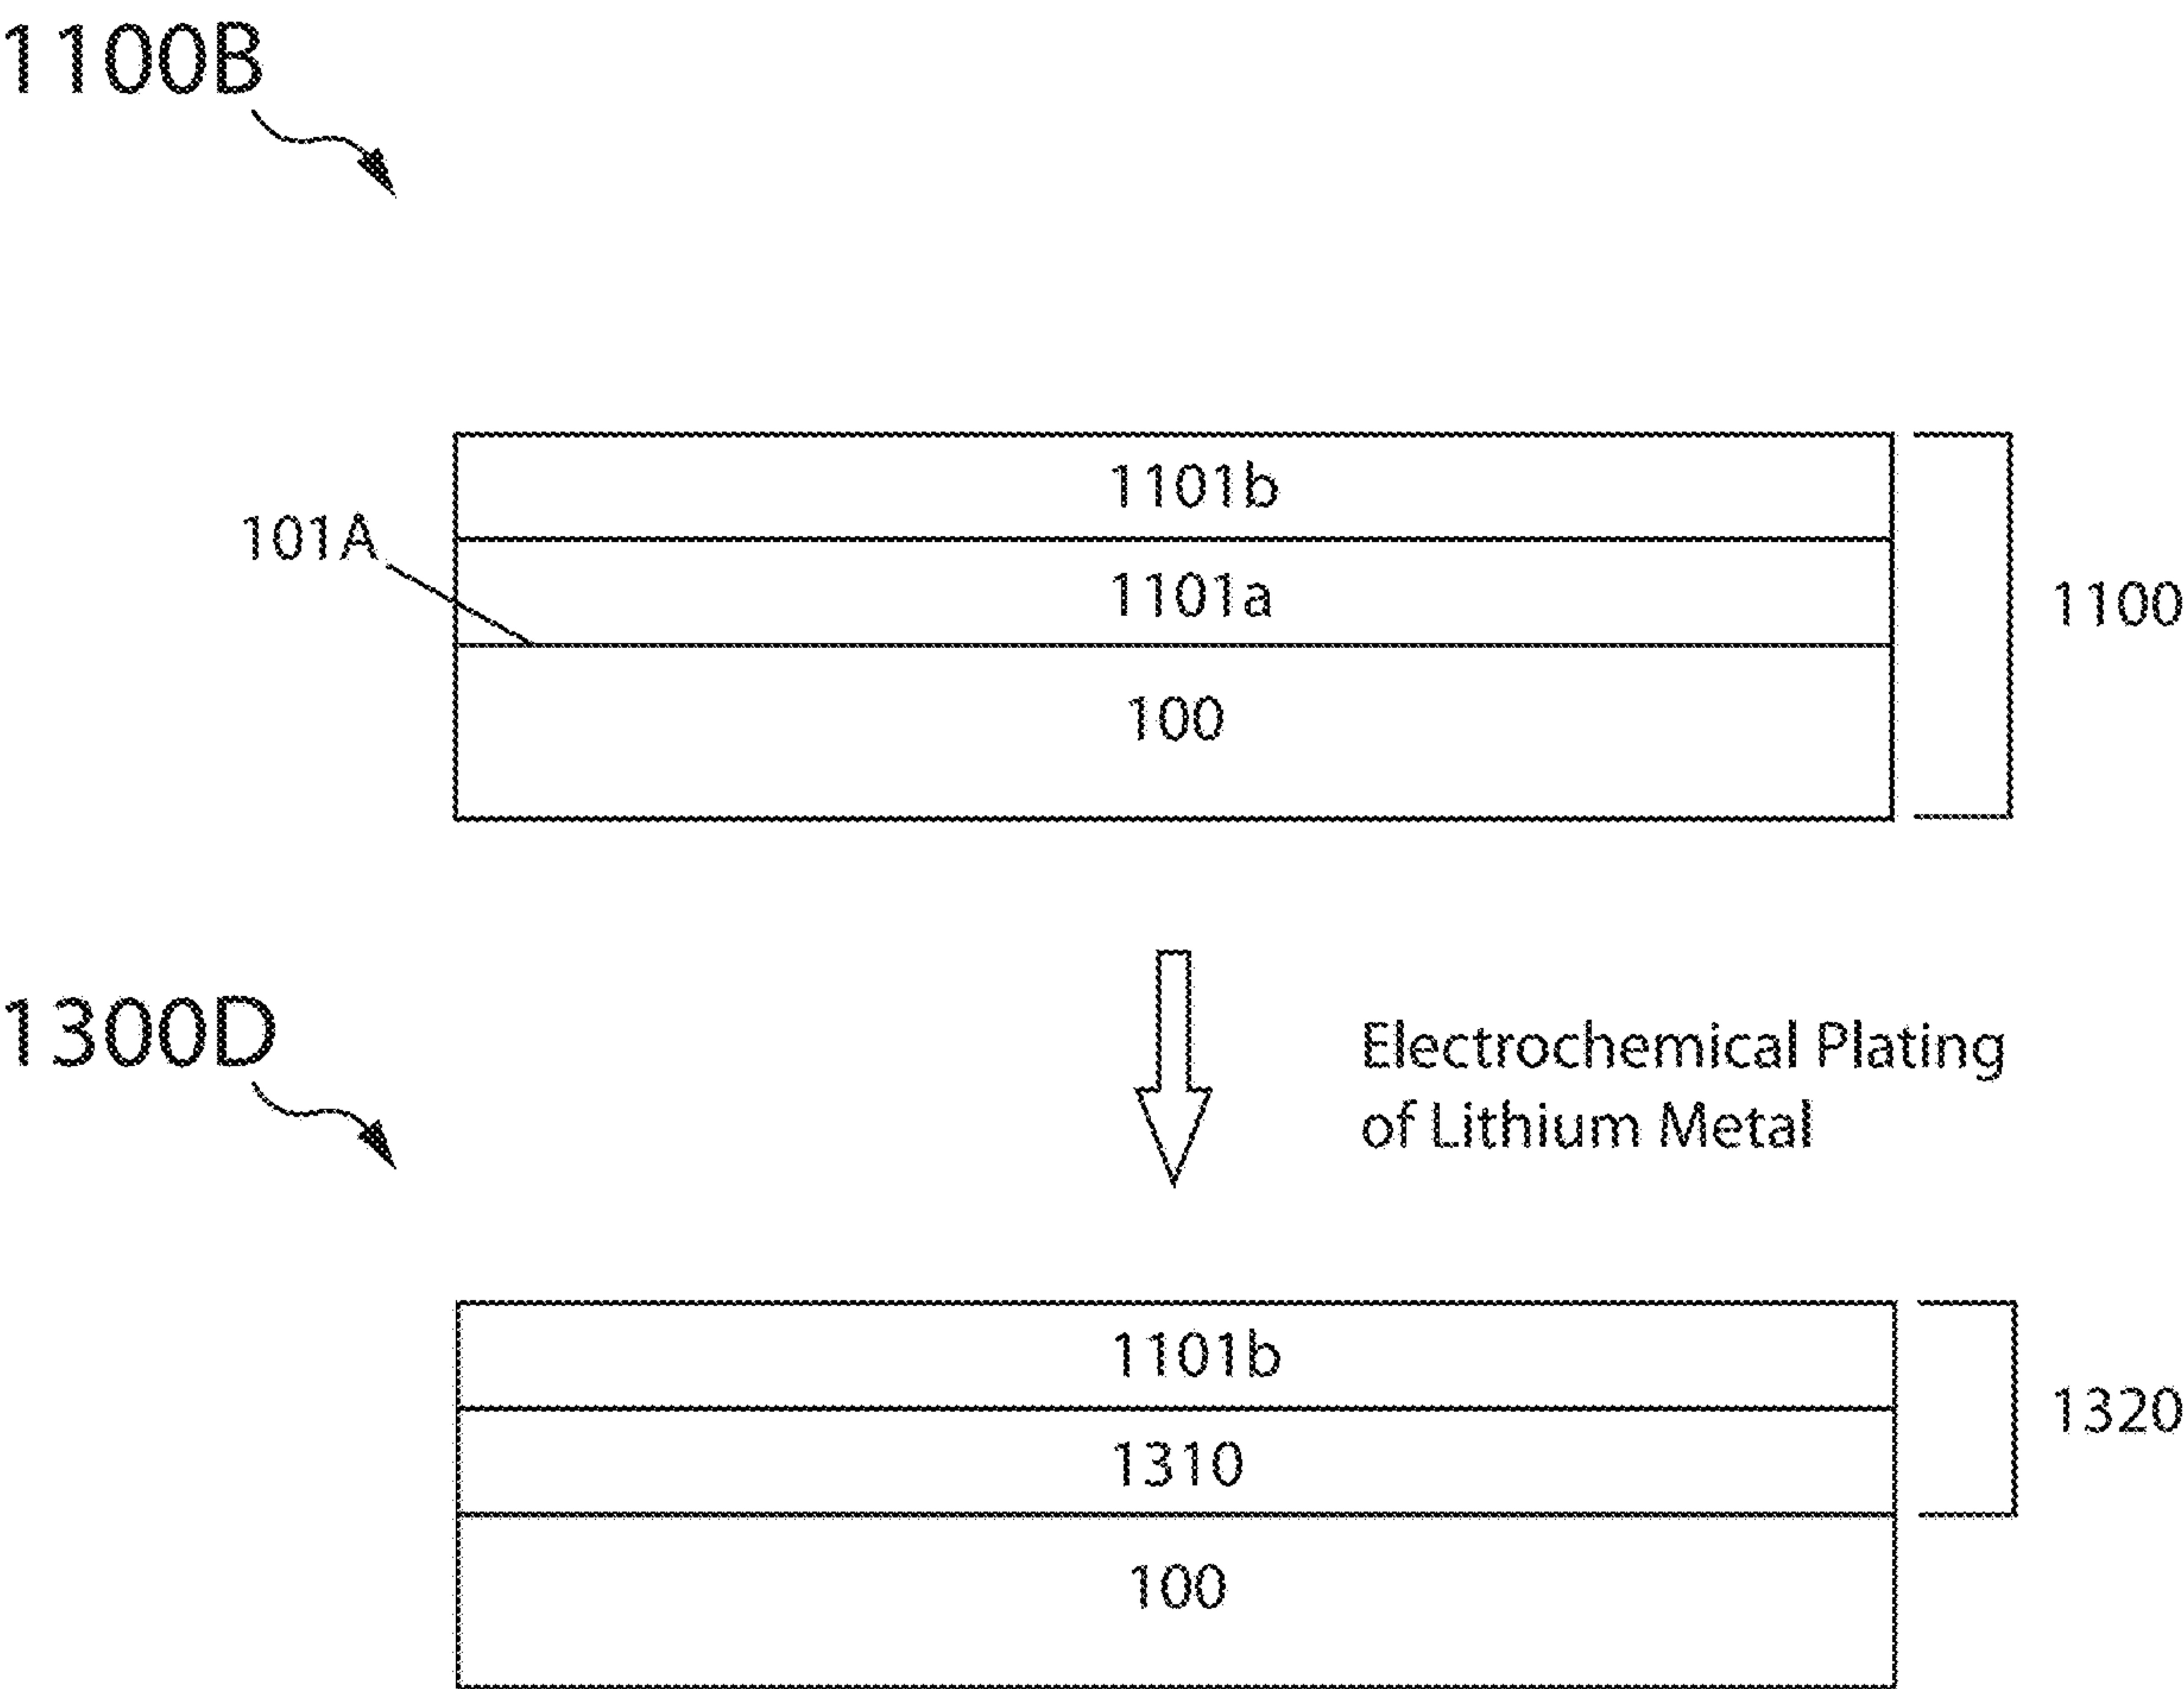 1100B
1101b
101A
1101a
1100
100
1300D
Electrochemical Plating
of Lithium Metal
1101b
1320
1310
100